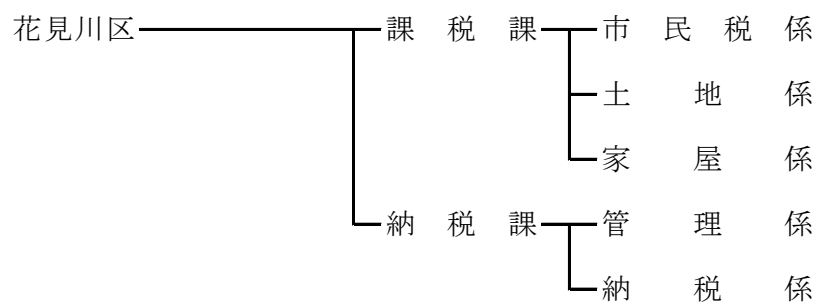 花見川区 課税課 市民税係
土地係
家屋係
納税課 管理係
納税係